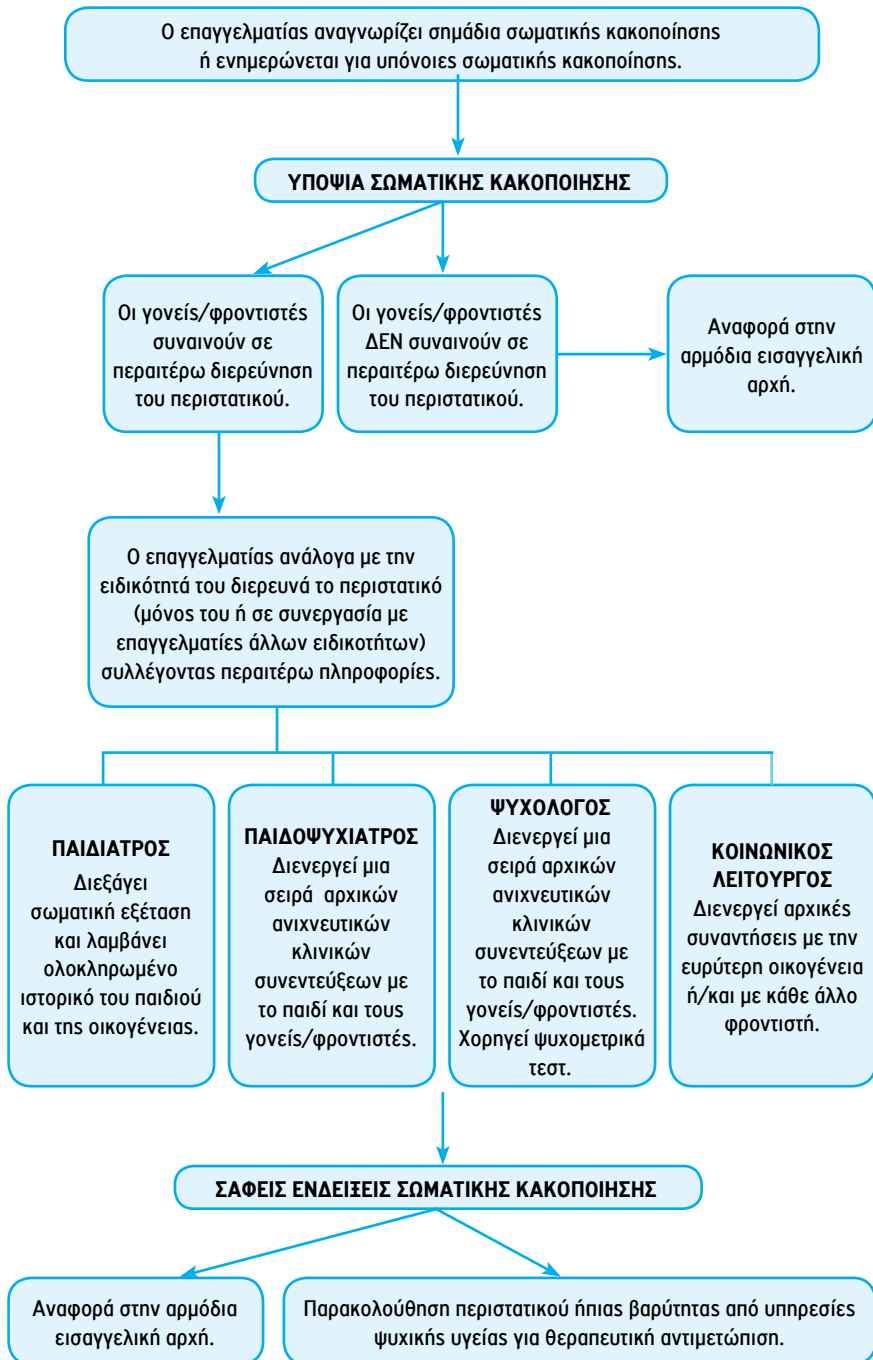 Ο επαγγελματίας αναγνωρίζει σημάδια σωματικής κακοποίησης
ή ενημερώνεται για υπόνοιες σωματικής κακοποίησης.
ΥΠΟΨΙΑ ΣΩΜΑΤΙΚΗΣ ΚΑΚΟΠΟΙΗΣΗΣ
Οι γονείς/φροντιστές
συναινούν σε
περαιτέρω διερεύνηση
του περιστατικού.
Οι γονείς/φροντιστές
ΔΕΝ συναινούν σε
περαιτέρω διερεύνηση
του περιστατικού.
Αναφορά στην
αρμόδια εισαγγελική
αρχή.
Ο επαγγελματίας ανάλογα με την
ειδικότητά του διερευνά το περιστατικό
(μόνος του ή σε συνεργασία με
επαγγελματίες άλλων ειδικοτήτων)
συλλέγοντας περαιτέρω πληροφορίες.
ΠΑΙΔΙΑΤΡΟΣ
Διεξάγει
σωματική εξέταση
και λαμβάνει
ολοκληρωμένο
ιστορικό του παιδιού
και της οικογένειας.
ΠΑΙΔΟΨΥΧΙΑΤΡΟΣ
Διενεργεί μια
σειρά αρχικών
ανιχνευτικών
κλινικών
συνεντεύξεων με
το παιδί και τους
γονείς/φροντιστές.
ΨΥΧΟΛΟΓΟΣ
Διενεργεί μια
σειρά αρχικών
ανιχνευτικών
κλινικών
συνεντεύξεων με
το παιδί και τους
γονείς/φροντιστές.
Χορηγεί ψυχομετρικά
τεστ.
ΚΟΙΝΩΝΙΚΟΣ
ΛΕΙΤΟΥΡΓΟΣ
Διενεργεί αρχικές
συναντήσεις με την
ευρύτερη οικογένεια
ή/και με κάθε άλλο
φροντιστή.
ΣΑΦΕΙΣ ΕΝΔΕΙΞΕΙΣ ΣΩΜΑΤΙΚΗΣ ΚΑΚΟΠΟΙΗΣΗΣ
Αναφορά στην αρμόδια
εισαγγελική αρχή.
Παρακολούθηση περιστατικού ήπιας βαρύτητας από υπηρεσίες
ψυχικής υγείας για θεραπευτική αντιμετώπιση.